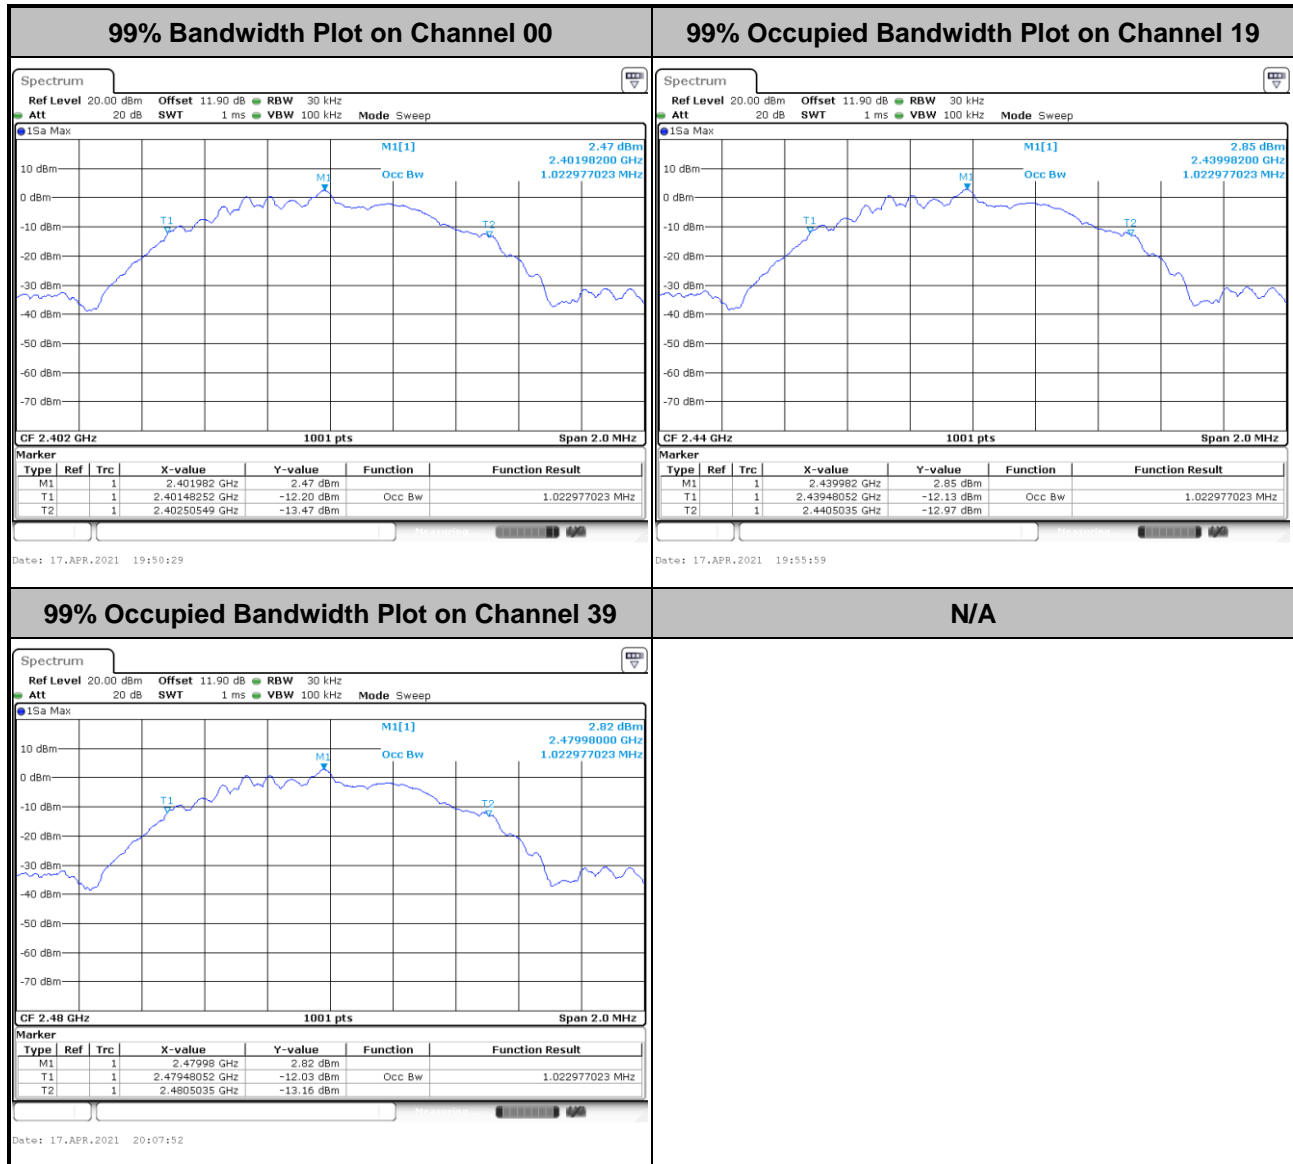 99% Bandwidth Plot on Channel 00
99% Occupied Bandwidth Plot on Channel 19
Spectrum
Ref Level 20.00 dBm Offset 11.90 dB RBW 30 kHz
Att 20 dB SWT 1 ms VBW 100 kHz Mode Sweep
1Sa Max
M1[1] 2.47 dBm
2.40198200 GHz
Occ Bw 1.022977023 MHz
M1
T1
T2
10 dBm
0 dBm
-10 dBm
-20 dBm
-30 dBm
-40 dBm
-50 dBm
-60 dBm
-70 dBm
CF 2.402 GHz 1001 pts Span 2.0 MHz
Marker
Type Ref Trc X-value Y-value Function Function Result
M1 1 2.401982 GHz 2.47 dBm
T1 1 2.40148252 GHz -12.20 dBm Occ Bw 1.022977023 MHz
T2 1 2.40250549 GHz -13.47 dBm
Measuring
Date: 17.APR.2021 19:50:29
Spectrum
Ref Level 20.00 dBm Offset 11.90 dB RBW 30 kHz
Att 20 dB SWT 1 ms VBW 100 kHz Mode Sweep
1Sa Max
M1[1] 2.85 dBm
2.43998200 GHz
Occ Bw 1.022977023 MHz
M1
T1
T2
10 dBm
0 dBm
-10 dBm
-20 dBm
-30 dBm
-40 dBm
-50 dBm
-60 dBm
-70 dBm
CF 2.44 GHz 1001 pts Span 2.0 MHz
Marker
Type Ref Trc X-value Y-value Function Function Result
M1 1 2.439982 GHz 2.85 dBm
T1 1 2.43948052 GHz -12.13 dBm Occ Bw 1.022977023 MHz
T2 1 2.4405035 GHz -12.97 dBm
Measuring
Date: 17.APR.2021 19:55:59
99% Occupied Bandwidth Plot on Channel 39
N/A
Spectrum
Ref Level 20.00 dBm Offset 11.90 dB RBW 30 kHz
Att 20 dB SWT 1 ms VBW 100 kHz Mode Sweep
1Sa Max
M1[1] 2.82 dBm
2.47998000 GHz
Occ Bw 1.022977023 MHz
M1
T1
T2
10 dBm
0 dBm
-10 dBm
-20 dBm
-30 dBm
-40 dBm
-50 dBm
-60 dBm
-70 dBm
CF 2.48 GHz 1001 pts Span 2.0 MHz
Marker
Type Ref Trc X-value Y-value Function Function Result
M1 1 2.47998 GHz 2.82 dBm
T1 1 2.47948052 GHz -12.03 dBm Occ Bw 1.022977023 MHz
T2 1 2.4805035 GHz -13.16 dBm
Measuring
Date: 17.APR.2021 20:07:52